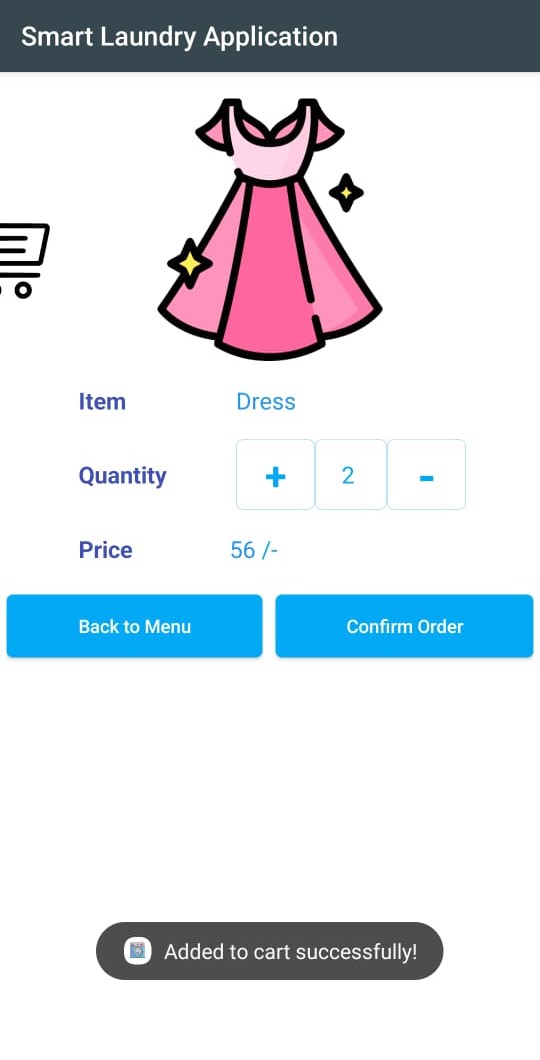 Smart Laundry Application
Item Dress
Quantity + 2 -
Price 56 /-
Back to Menu Confirm Order
Added to cart successfully!